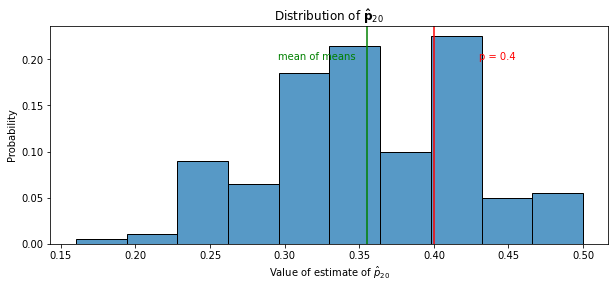 Distribution of p̂₂₀
mean of means
p = 0.4
Probability
0.20
0.15
0.10
0.05
0.00
0.15 0.20 0.25 0.30 0.35 0.40 0.45 0.50
Value of estimate of p̂₂₀